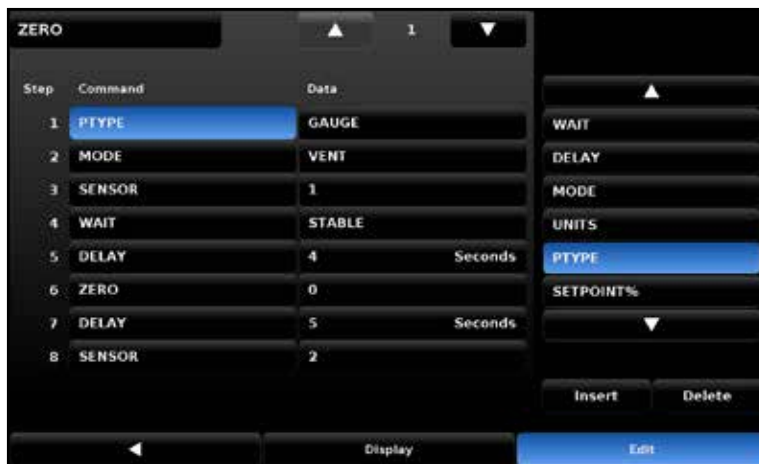 ZERO 1
Step Command Data
1 PTYPE GAUGE
2 MODE VENT
3 SENSOR 1
4 WAIT STABLE
5 DELAY 4 Seconds
6 ZERO 0
7 DELAY 5 Seconds
8 SENSOR 2
WAIT
DELAY
MODE
UNITS
PTYPE
SETPOINT%
Insert Delete
Display Edit